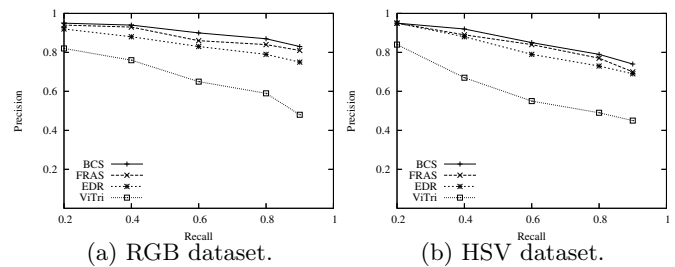 1
0.8
0.6
0.4
0.2
Precision
BCS
FRAS
EDR
ViTri
0.2 0.4 0.6 0.8 1
Recall
(a) RGB dataset.
1
0.8
0.6
0.4
0.2
Precision
BCS
FRAS
EDR
ViTri
0.2 0.4 0.6 0.8 1
Recall
(b) HSV dataset.